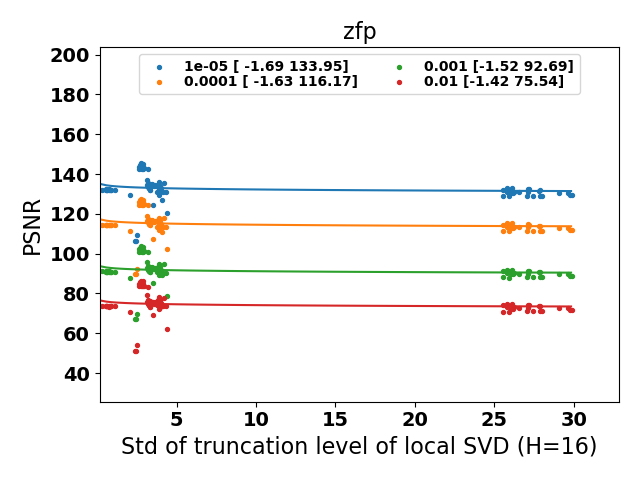 zfp
1e-05 [ -1.69 133.95]
0.0001 [ -1.63 116.17]
0.001 [-1.52 92.69]
0.01 [-1.42 75.54]
PSNR
200
180
160
140
120
100
80
60
40
5 10 15 20 25 30
Std of truncation level of local SVD (H=16)